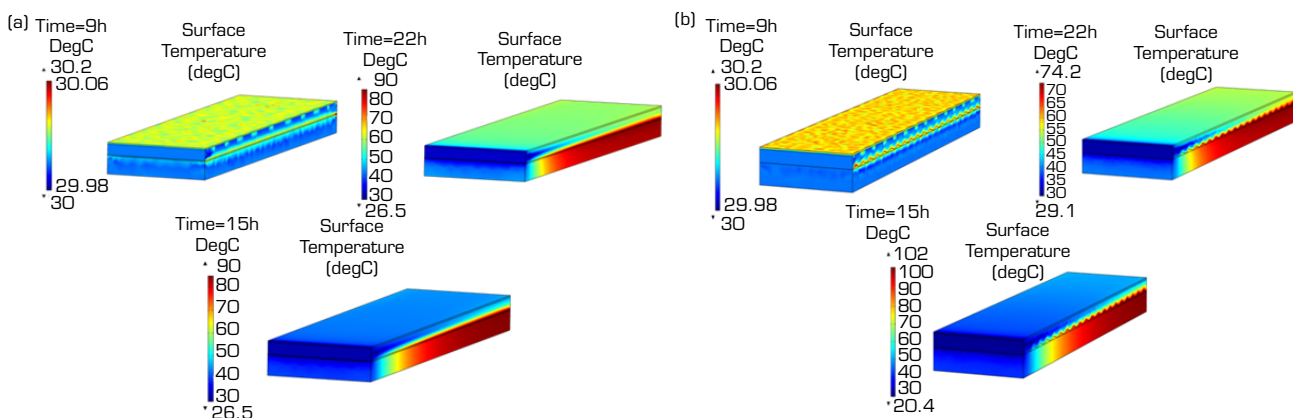 (a)
Time=9h
DegC
30.2
30.06
29.98
30
Surface
Temperature
(degC)
Time=22h
DegC
90
80
70
60
50
40
30
26.5
Surface
Temperature
(degC)
Time=15h
DegC
90
80
70
60
50
40
30
26.5
Surface
Temperature
(degC)
(b)
Time=9h
DegC
30.2
30.06
29.98
30
Surface
Temperature
(degC)
Time=22h
DegC
74.2
70
65
60
55
50
45
40
35
30
29.1
Surface
Temperature
(degC)
Time=15h
DegC
102
100
90
80
70
60
50
40
30
20.4
Surface
Temperature
(degC)